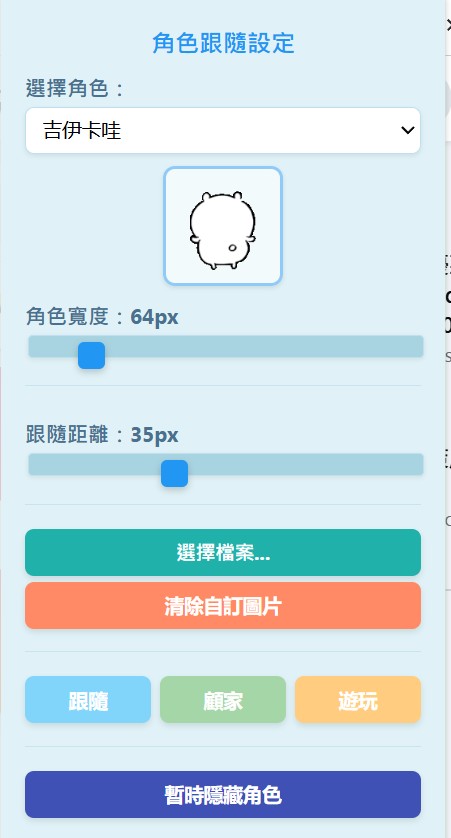 角色跟隨設定
選擇角色：
吉伊卡哇
角色寬度：64px
跟隨距離：35px
選擇檔案...
清除自訂圖片
跟隨 顧家 遊玩
暫時隱藏角色